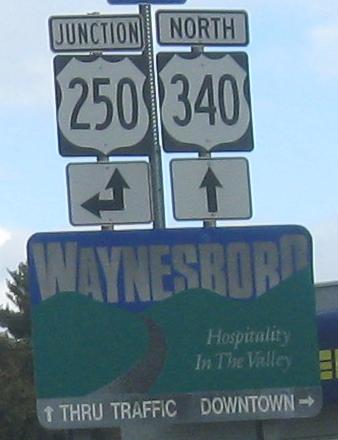 JUNCTION
NORTH
250
340
WAYNESBORO
Hospitality
In The Valley
THRU TRAFFIC DOWNTOWN